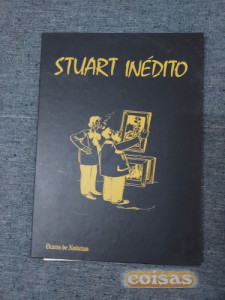 STUART INÉDITO
Diário de Notícias
coisas